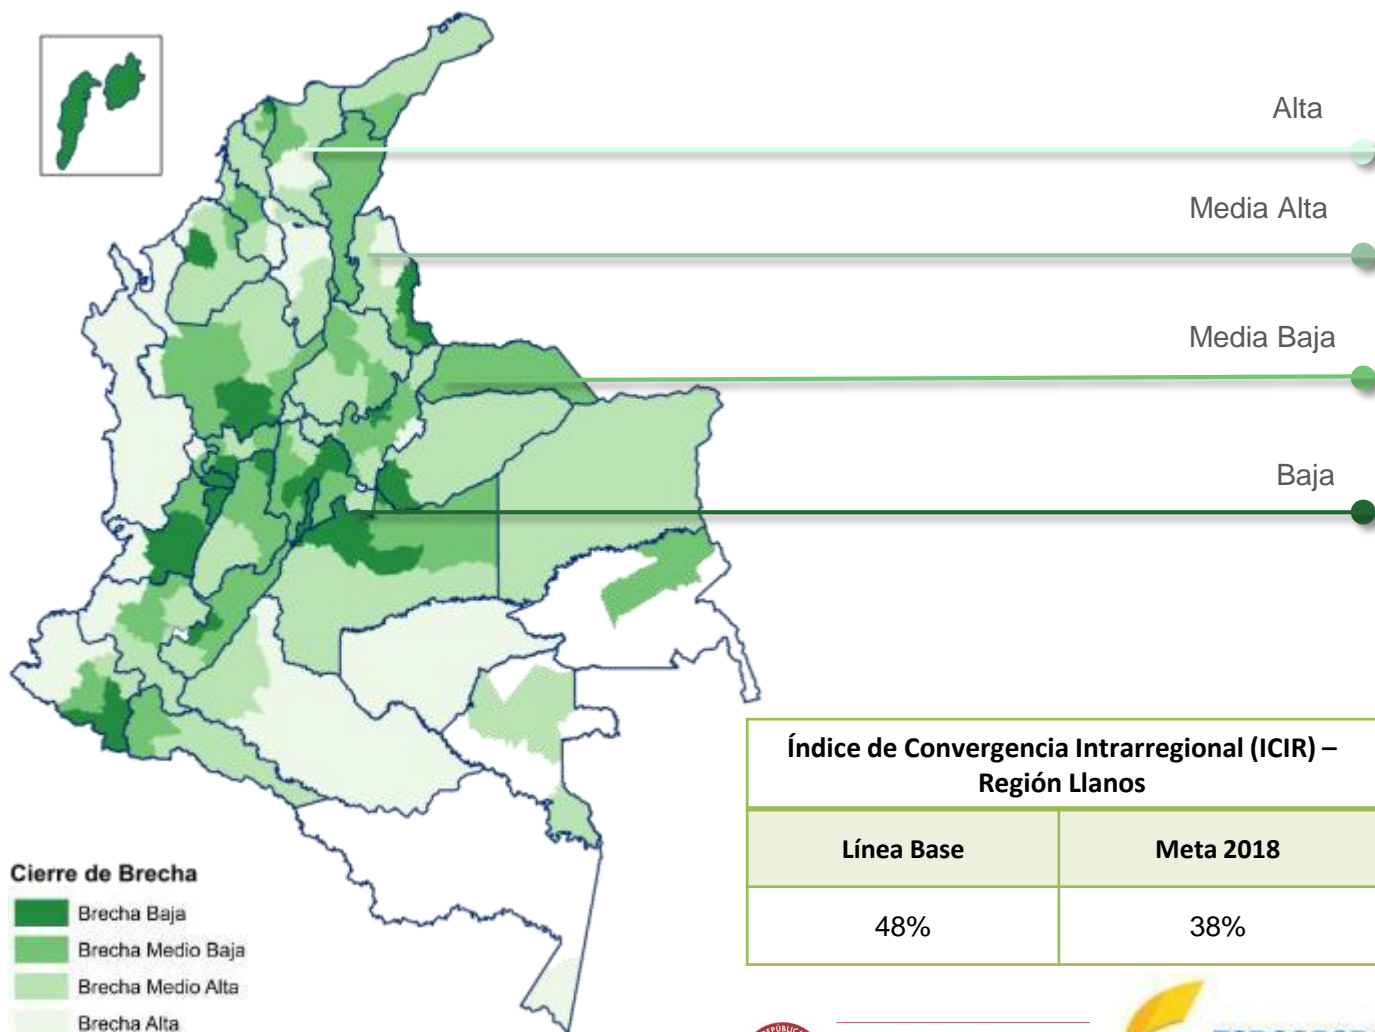 Alta
Media Alta
Media Baja
Baja
Índice de Convergencia Intrarregional (ICIR) –
Región Llanos
Línea Base
Meta 2018
48%
38%
Cierre de Brecha
Brecha Baja
Brecha Medio Baja
Brecha Medio Alta
Brecha Alta